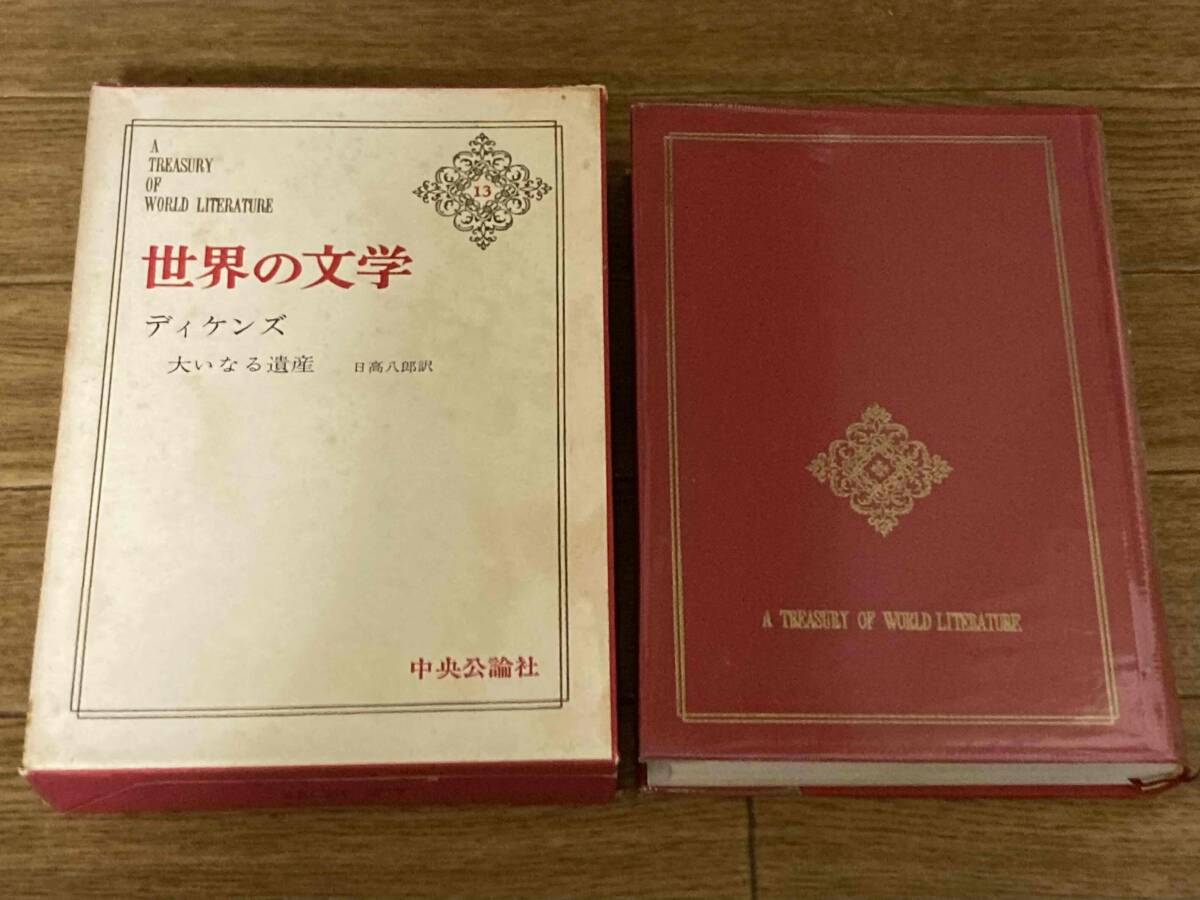 A
TREASURY
OF
WORLD LITERATURE
13
世界の文学
ディケンズ
大いなる遺産 日高八郎訳
中央公論社
A TREASURY OF WORLD LITERATURE